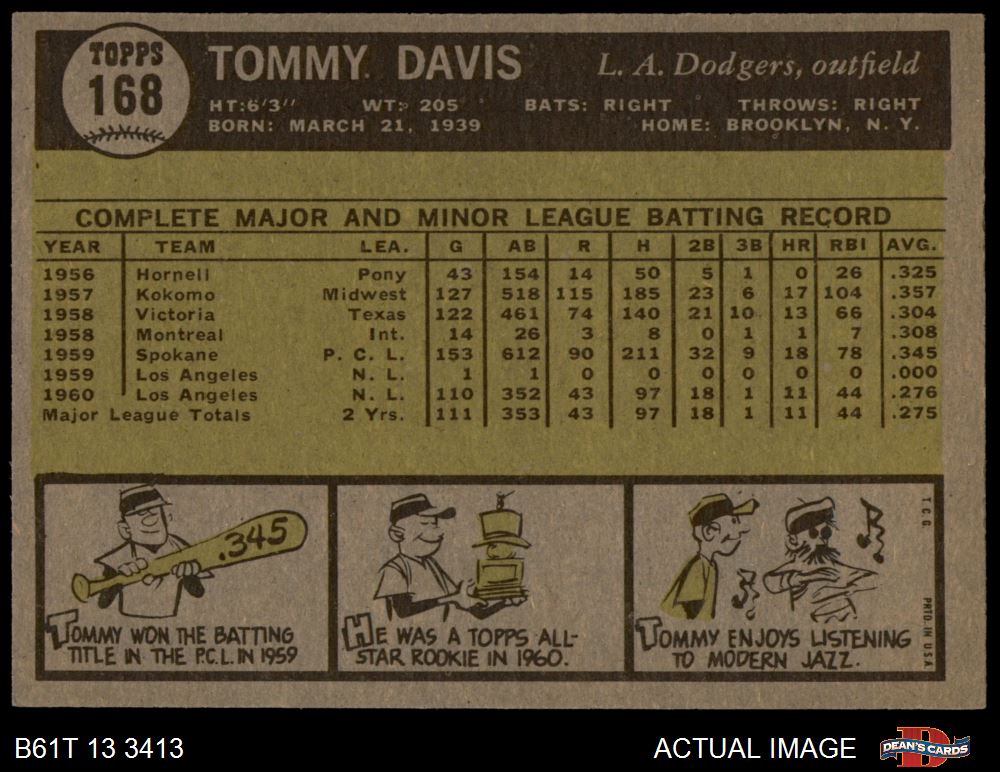 TOPPS
168
TOMMY DAVIS
L. A. Dodgers, outfield
HT: 6'3" WT: 205 BATS: RIGHT THROWS: RIGHT
BORN: MARCH 21, 1939 HOME: BROOKLYN, N. Y.
COMPLETE MAJOR AND MINOR LEAGUE BATTING RECORD
YEAR TEAM LEA. G AB R H 2B 3B HR RBI AVG.
1956 Hornell Pony 43 154 14 50 5 1 0 26 .325
1957 Kokomo Midwest 127 518 115 185 23 6 17 104 .357
1958 Victoria Texas 122 461 74 140 21 10 13 66 .304
1958 Montreal Int. 14 26 3 8 0 1 1 7 .308
1959 Spokane P. C. L. 153 612 90 211 32 9 18 78 .345
1959 Los Angeles N. L. 1 1 0 0 0 0 0 0 .000
1960 Los Angeles N. L. 110 352 43 97 18 1 11 44 .276
Major League Totals 2 Yrs. 111 353 43 97 18 1 11 44 .275
.345
TOMMY WON THE BATTING
TITLE IN THE P.C.L. IN 1959
HE WAS A TOPPS ALL-
STAR ROOKIE IN 1960.
TOMMY ENJOYS LISTENING
TO MODERN JAZZ.
T.C.G. PRTD. IN U.S.A.
B61T 13 3413 ACTUAL IMAGE
D
DEAN'S CARDS